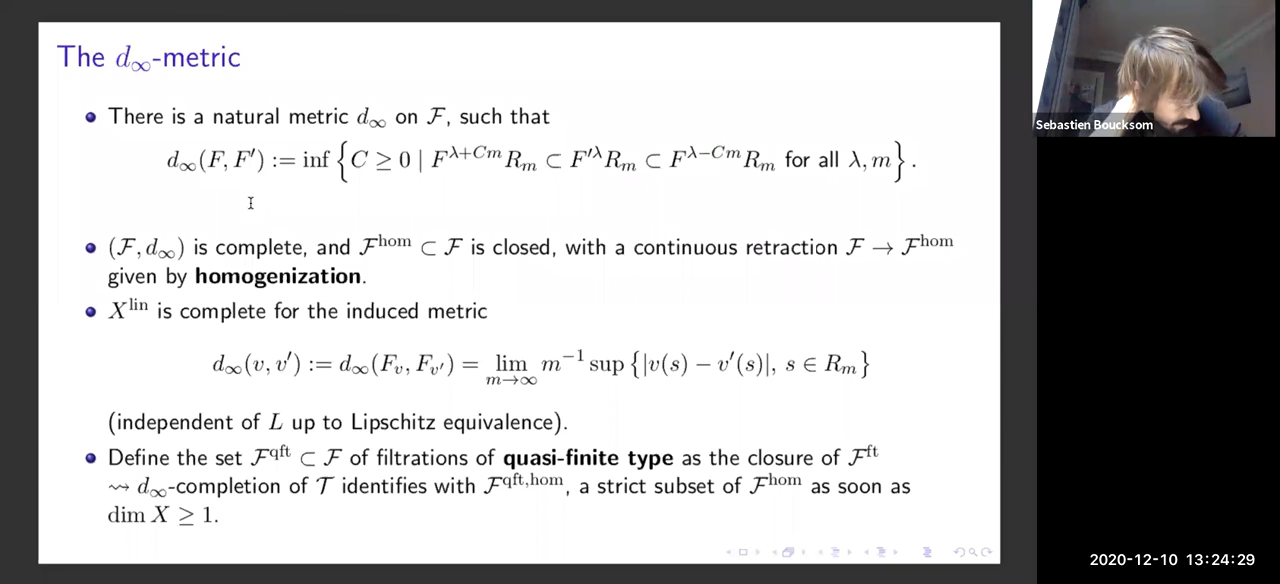 The d∞-metric
There is a natural metric d∞ on ℱ, such that
d∞(F, F′) := inf { C ≥ 0 | F^{λ+Cm} R_m ⊂ F′^λ R_m ⊂ F^{λ−Cm} R_m for all λ, m } .
(ℱ, d∞) is complete, and ℱ^hom ⊂ ℱ is closed, with a continuous retraction ℱ → ℱ^hom
given by homogenization.
X^lin is complete for the induced metric
d∞(v, v′) := d∞(F_v, F_{v′}) = lim_{m→∞} m^{−1} sup {|v(s) − v′(s)|, s ∈ R_m}
(independent of L up to Lipschitz equivalence).
Define the set ℱ^qft ⊂ ℱ of filtrations of quasi-finite type as the closure of ℱ^ft
⇝ d∞-completion of 𝒯 identifies with ℱ^{qft,hom}, a strict subset of ℱ^hom as soon as
dim X ≥ 1.
Sebastien Boucksom
2020-12-10 13:24:29